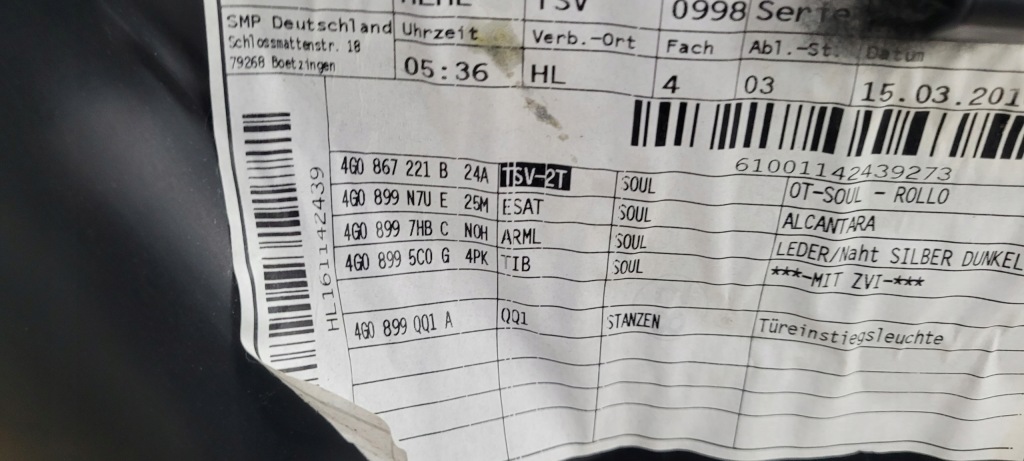 TSV
0998 Serie
SMP Deutschland
Schlossmattenstr. 18
79268 Boetzingen
Uhrzeit
Verb.-Ort
Fach
Abl.-St.
Datum
05:36
HL
4
03
15.03.201
61001142439273
HL161142439
4G0 867 221 B 24A TSV-2T SOUL OT-SOUL - ROLLO
4G0 899 N7U E 25M ESAT SOUL ALCANTARA
4G0 899 7HB C N0H ARML SOUL LEDER/Naht SILBER DUNKEL
4G0 899 5C0 G 4PK TIB SOUL ***-MIT ZVI-***
4G0 899 QQ1 A QQ1 STANZEN Türeinstiegsleuchte